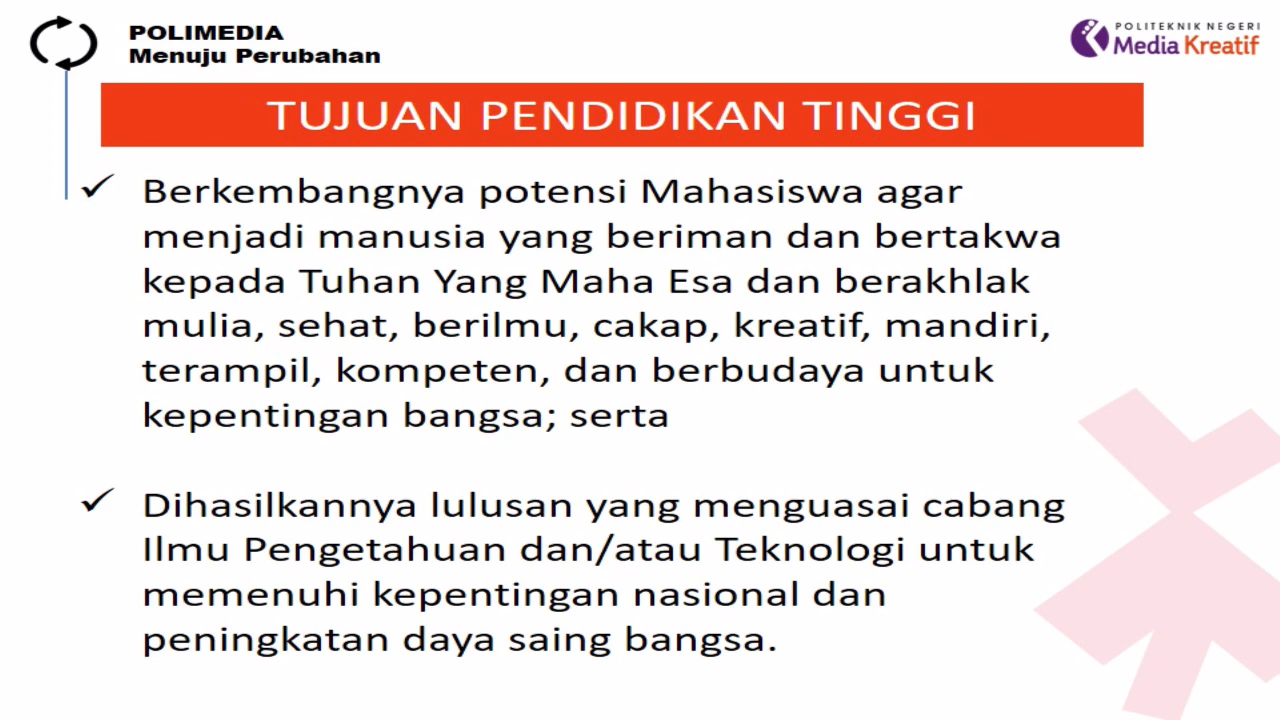 POLIMEDIA
Menuju Perubahan
POLITEKNIK NEGERI
Media Kreatif
TUJUAN PENDIDIKAN TINGGI
✓ Berkembangnya potensi Mahasiswa agar
menjadi manusia yang beriman dan bertakwa
kepada Tuhan Yang Maha Esa dan berakhlak
mulia, sehat, berilmu, cakap, kreatif, mandiri,
terampil, kompeten, dan berbudaya untuk
kepentingan bangsa; serta
✓ Dihasilkannya lulusan yang menguasai cabang
Ilmu Pengetahuan dan/atau Teknologi untuk
memenuhi kepentingan nasional dan
peningkatan daya saing bangsa.